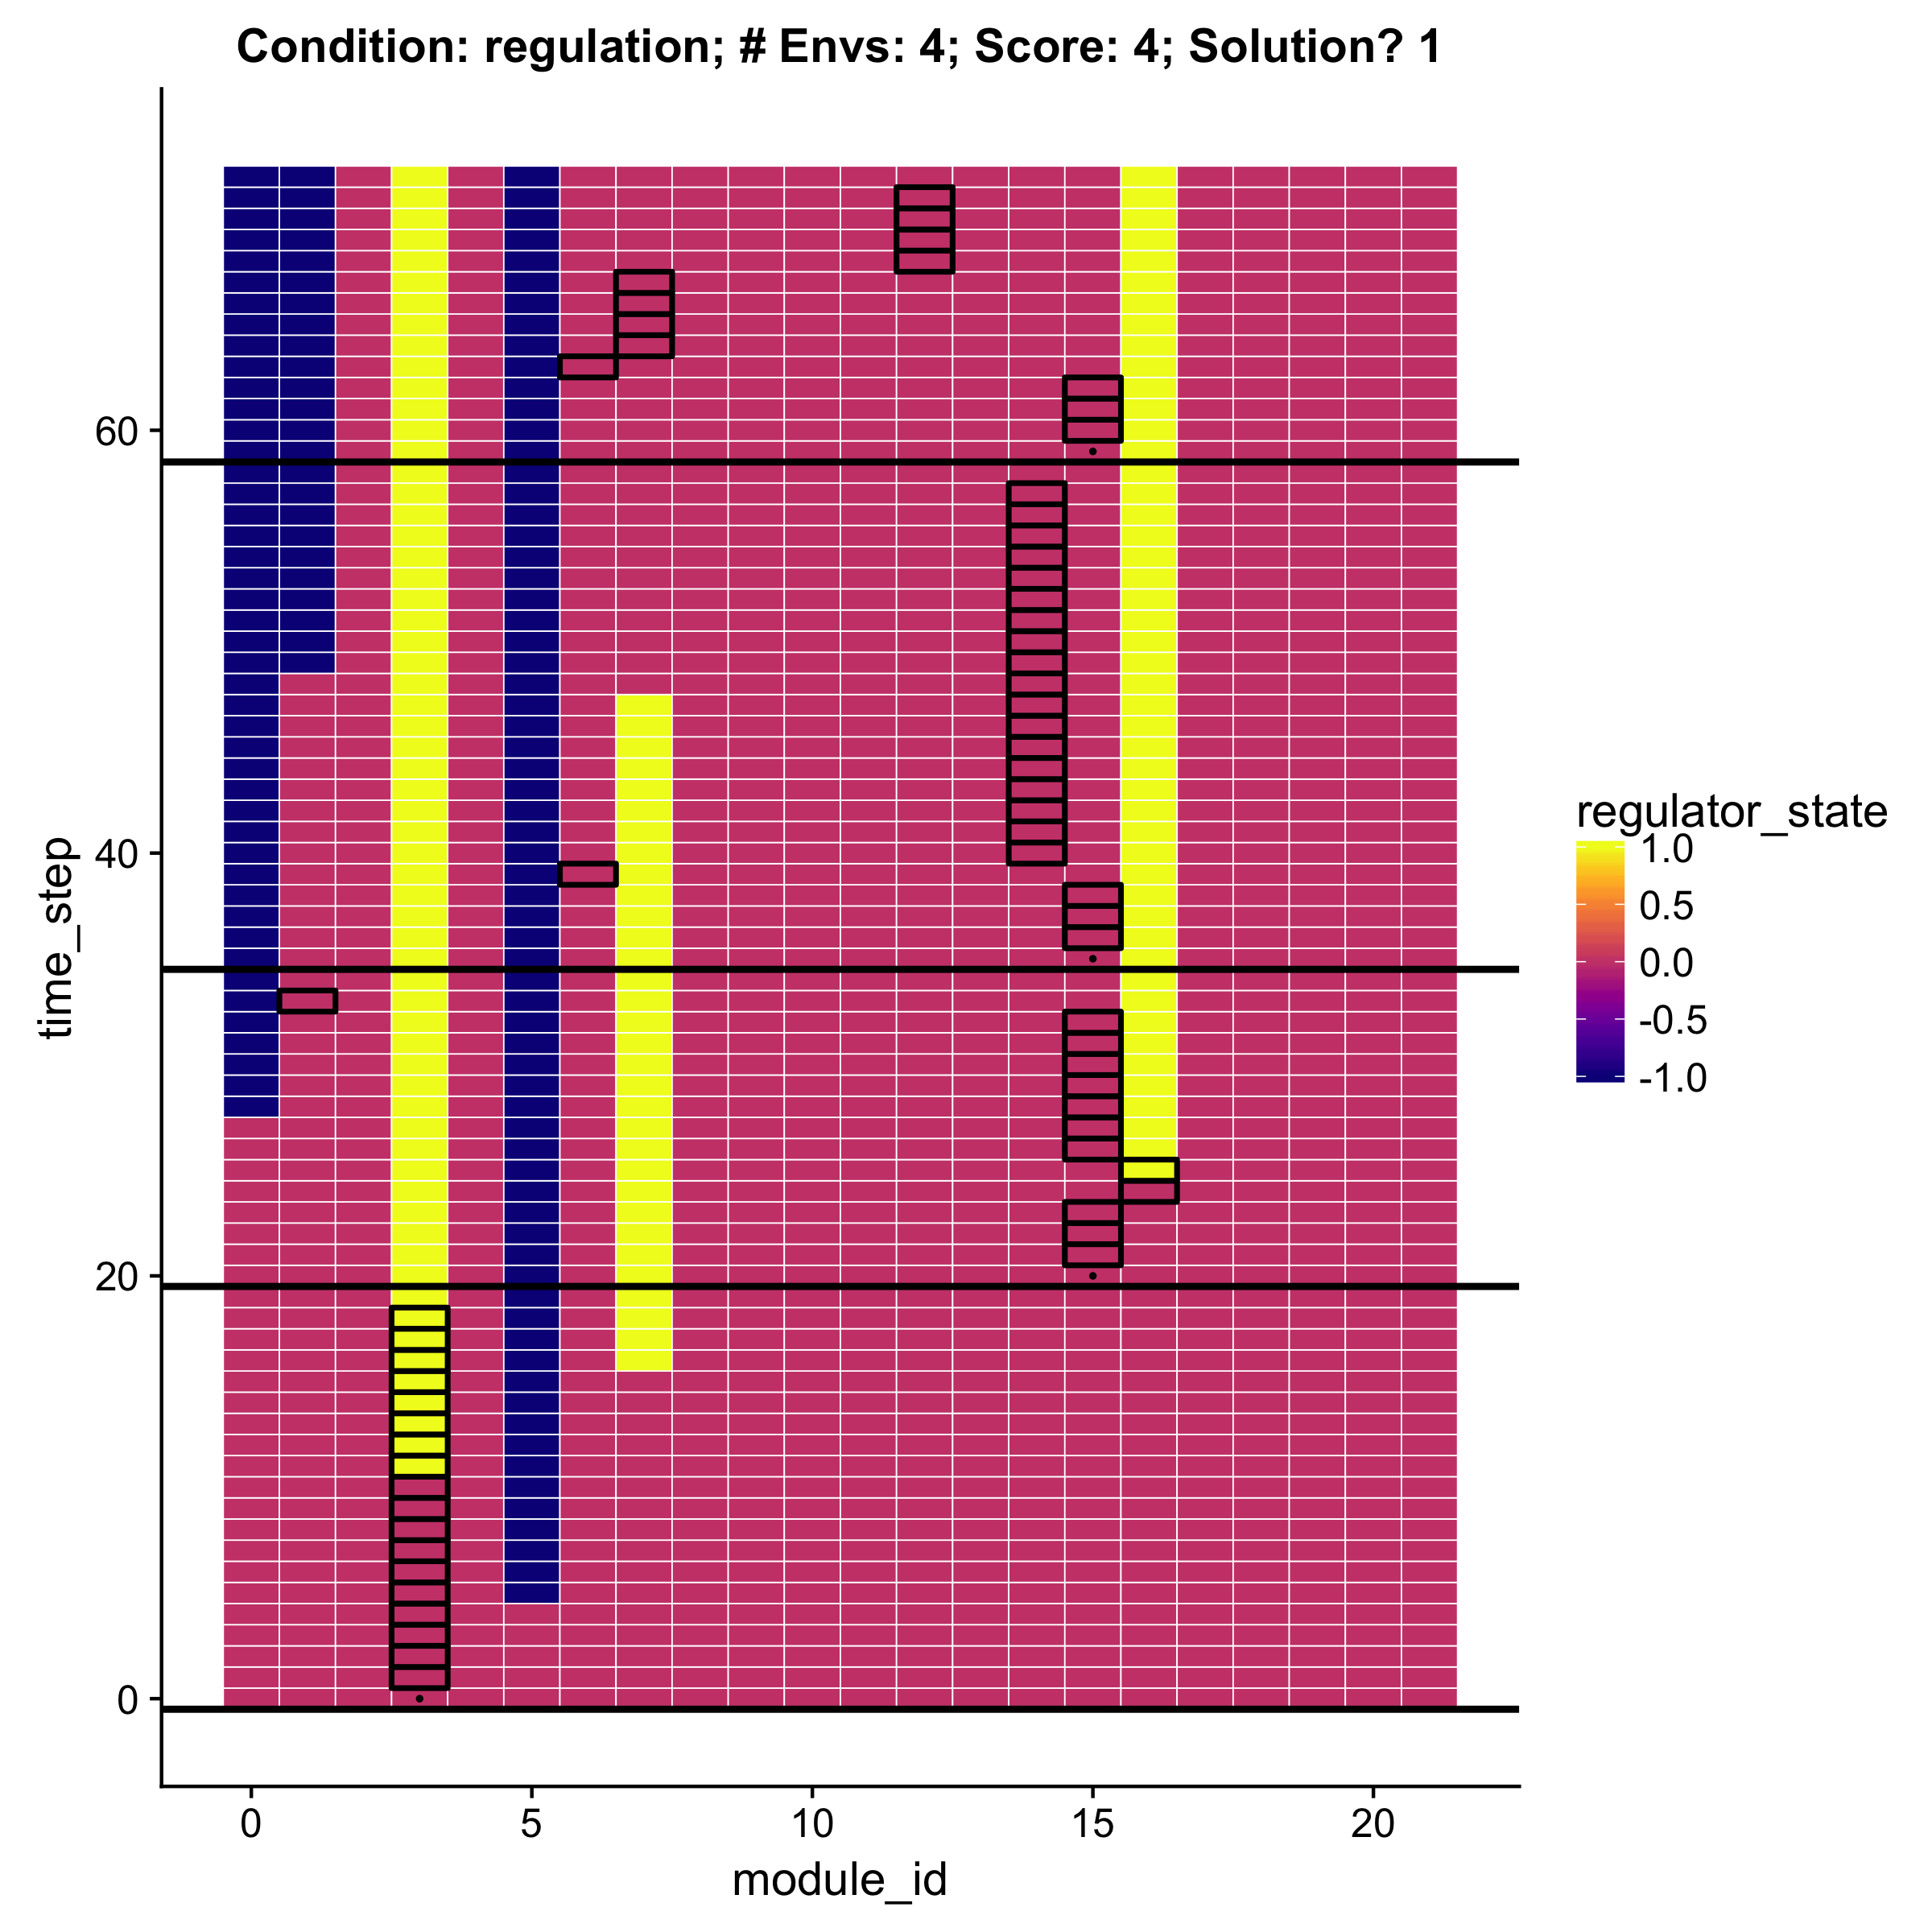 Condition: regulation; # Envs: 4; Score: 4; Solution? 1
time_step
60
40
20
0
0 5 10 15 20
module_id
regulator_state
1.0
0.5
0.0
-0.5
-1.0